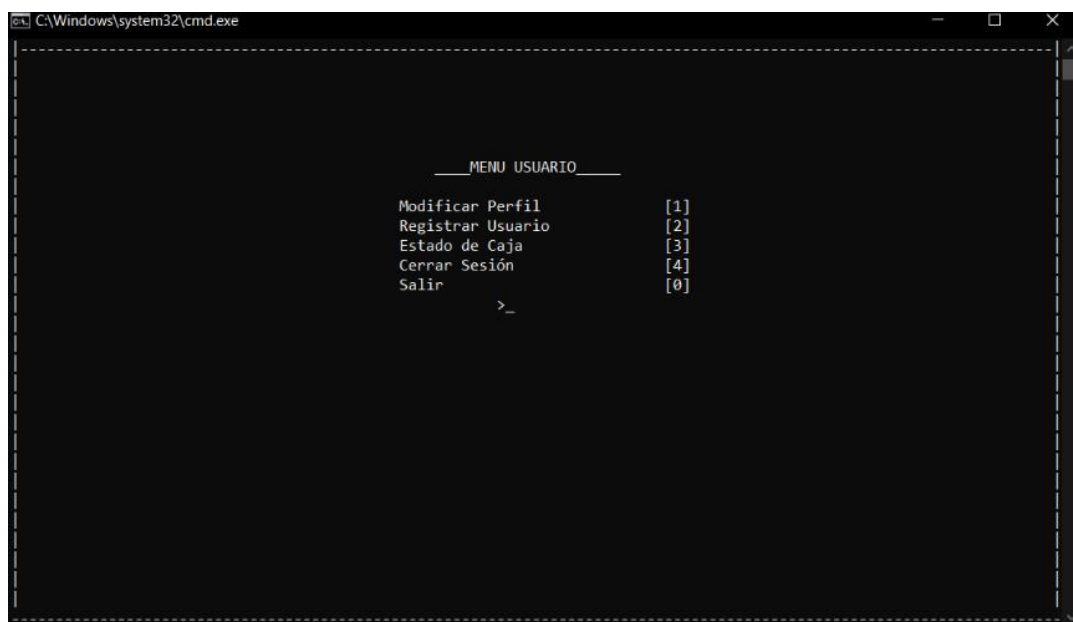 C:\Windows\system32\cmd.exe
____MENU USUARIO_____
Modificar Perfil [1]
Registrar Usuario [2]
Estado de Caja [3]
Cerrar Sesión [4]
Salir [0]
>_